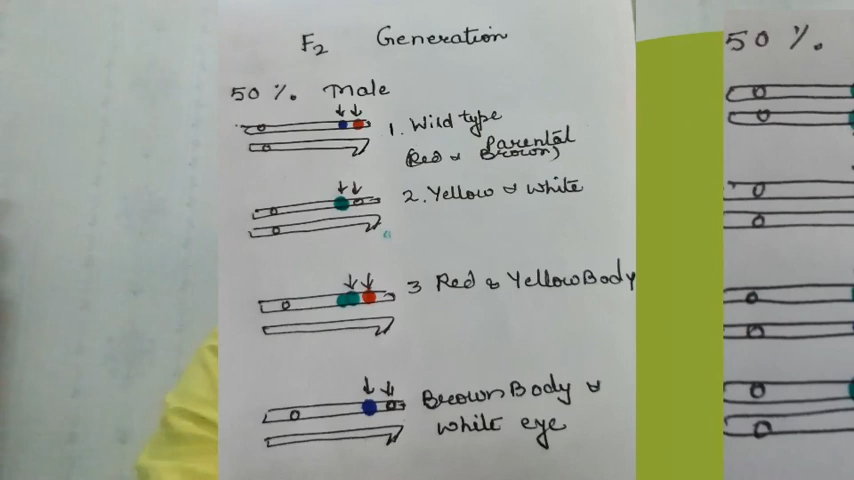 F2 Generation
50 %. Male
1. Wild type
Parental
(Red & Brown)
2. Yellow & White
3 Red & Yellow Body
Brown Body &
white eye
50 %.